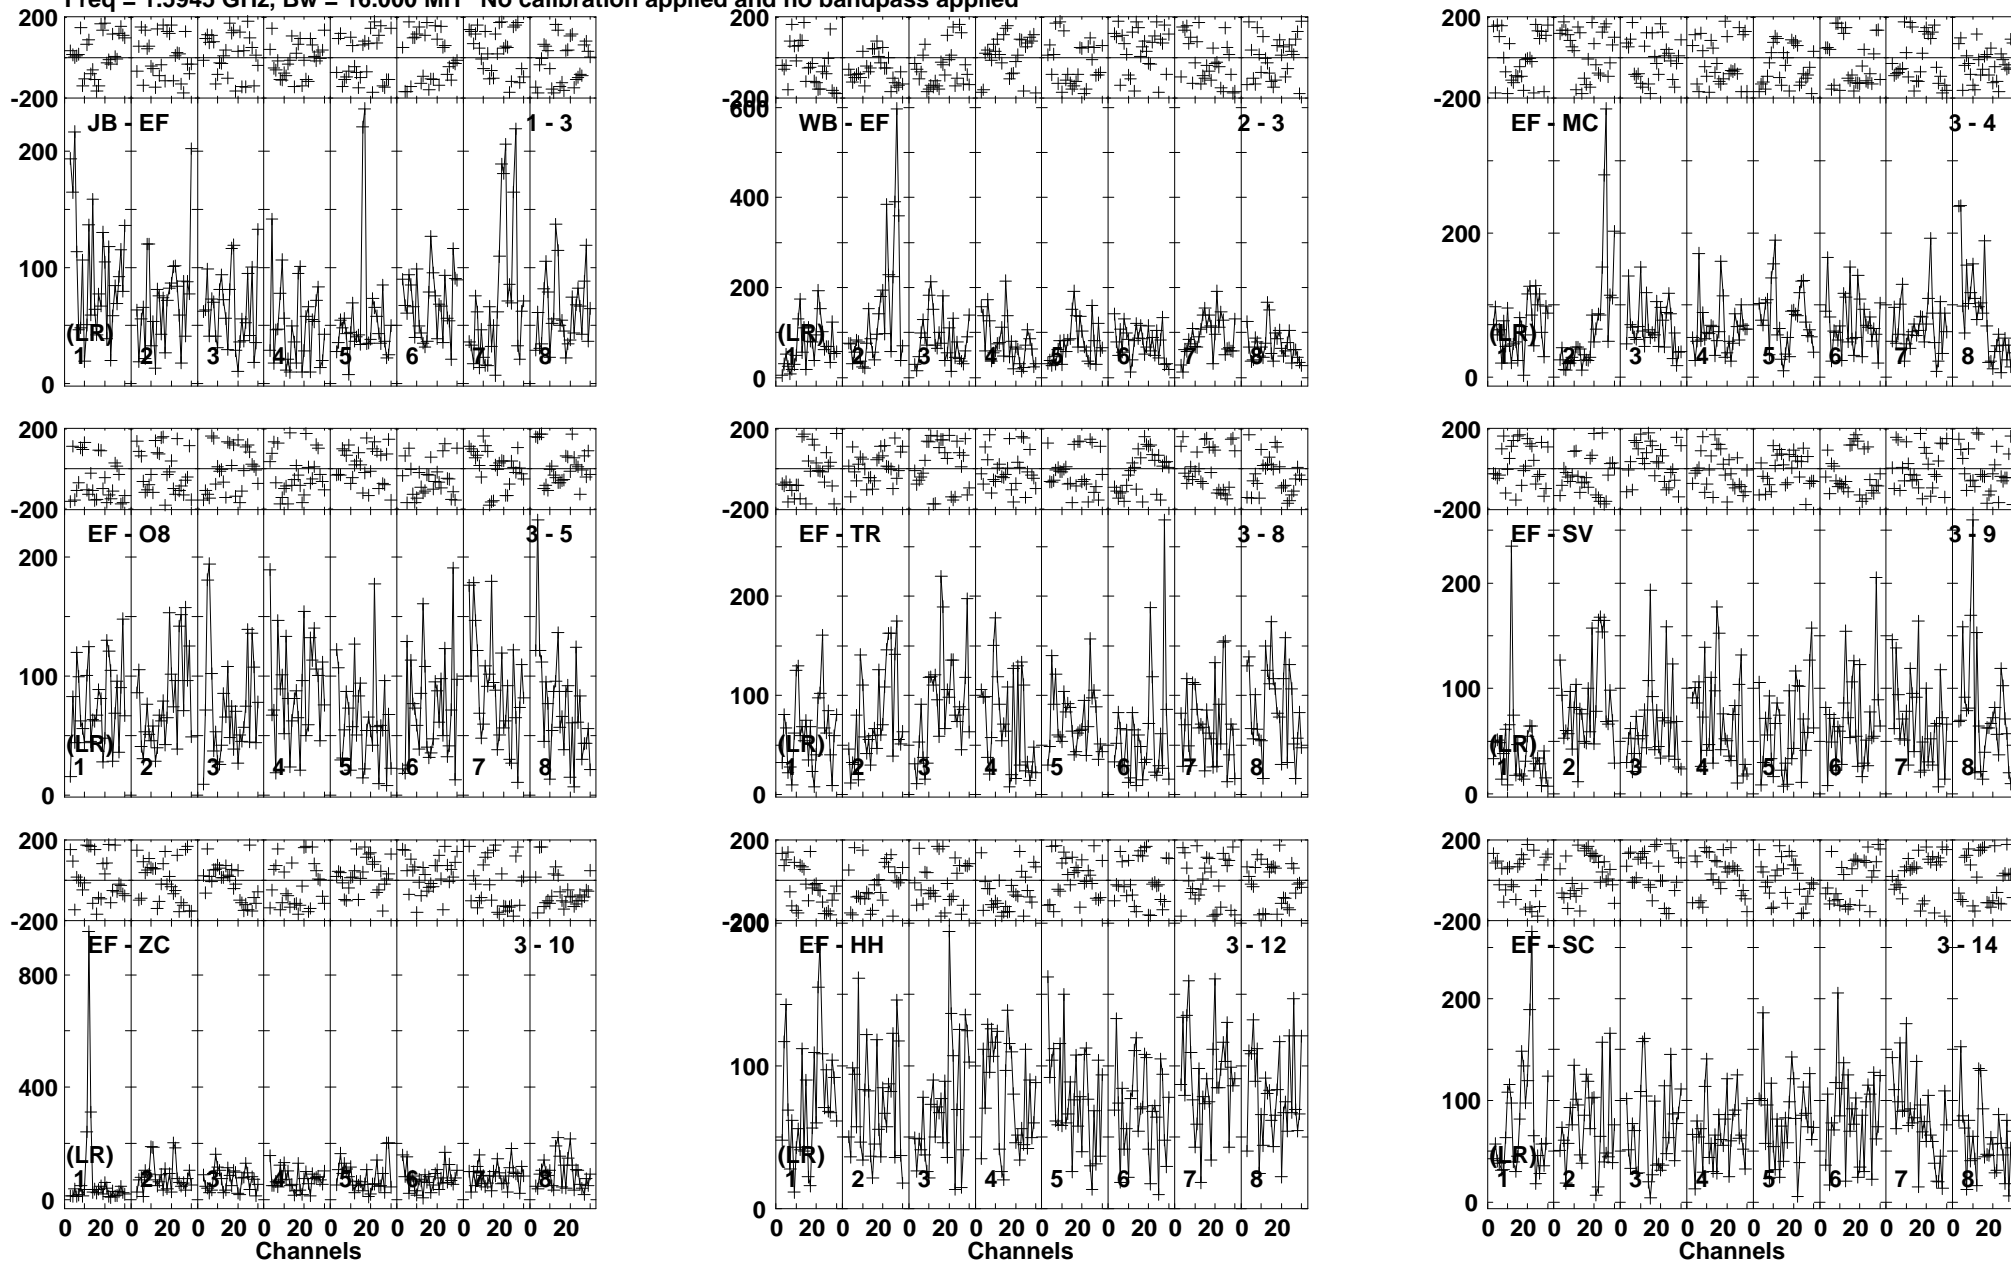 Freq = 1.5945 GHz, Bw = 16.000 MH No calibration applied and no bandpass applied
200 200 200
-200 -200 -200
JB - EF 1 - 3 WB - EF 2 - 3 EF - MC 3 - 4
200 100 0
600 400 200 0
200 0
(LR) 1 2 3 4 5 6 7 8
(LR) 1 2 3 4 5 6 7 8
(LR) 1 2 3 4 5 6 7 8
200 200 200
-200 -200 -200
EF - O8 3 - 5 EF - TR 3 - 8 EF - SV 3 - 9
200 100 0
200 100 0
200 100 0
(LR) 1 2 3 4 5 6 7 8
(LR) 1 2 3 4 5 6 7 8
(LR) 1 2 3 4 5 6 7 8
200 200 200
-200 -200 -200
EF - ZC 3 - 10 EF - HH 3 - 12 EF - SC 3 - 14
800 400 0
200 100 0
200 100 0
(LR) 1 2 3 4 5 6 7 8
(LR) 1 2 3 4 5 6 7 8
(LR) 1 2 3 4 5 6 7 8
0 20 0 20 0 20 0 20 0 20 0 20 0 20 0 20
0 20 0 20 0 20 0 20 0 20 0 20 0 20 0 20
0 20 0 20 0 20 0 20 0 20 0 20 0 20 0 20
Channels Channels Channels